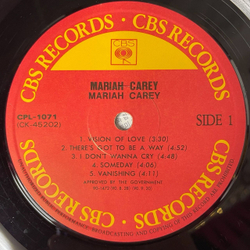 CBS RECORDS • CBS RECORDS
CBS
MARIAH CAREY
MARIAH CAREY
CPL-1071
(CK-45202)
SIDE 1
1. VISION OF LOVE (3:30)
2. THERE'S GOT TO BE A WAY (4:52)
3. I DON'T WANNA CRY (4:48)
4. SOMEDAY (4:06)
5. VANISHING (4:11)
APPROVED BY THE GOVERNMENT
CBS RECORDS • CBS RECORDS